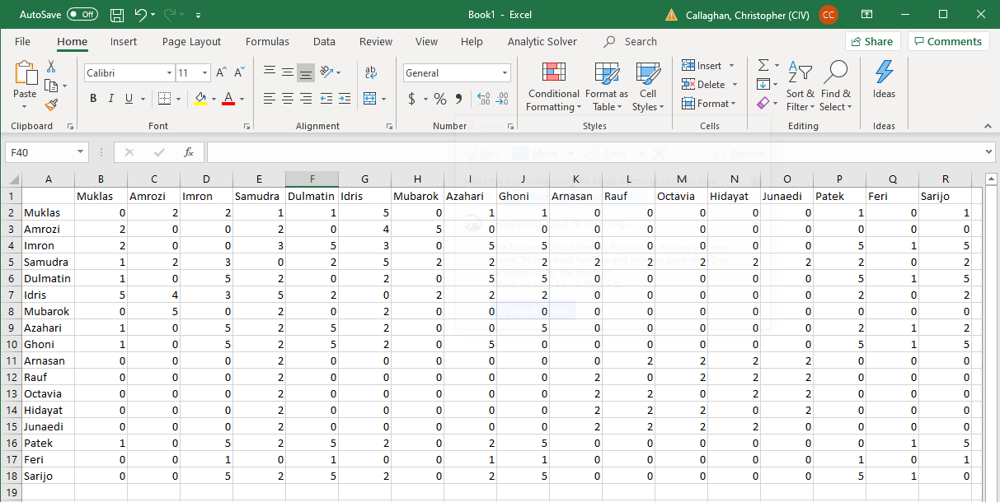 AutoSave Off Book1 - Excel Callaghan, Christopher (CIV) CC
File Home Insert Page Layout Formulas Data Review View Help Analytic Solver Search Share Comments
Paste Calibri 11 A A ab General $ % 9 .00 Conditional Formatting Format as Table Cell Styles Insert Delete Format Sort & Filter Find & Select Ideas
B I U A
Clipboard Font Alignment Number Styles Cells Editing Ideas
F40 fx
A B C D E F G H I J K L M N O P Q R
1 Muklas Amrozi Imron Samudra Dulmatin Idris Mubarok Azahari Ghoni Arnasan Rauf Octavia Hidayat Junaedi Patek Feri Sarijo
2 Muklas 0 2 2 1 1 5 0 1 1 0 0 0 0 0 1 0 1
3 Amrozi 2 0 0 2 0 4 5 0 0 0 0 0 0 0 0 0 0
4 Imron 2 0 0 3 5 3 0 5 5 0 0 0 0 0 5 1 5
5 Samudra 1 2 3 0 2 5 2 2 2 2 2 2 2 2 2 0 2
6 Dulmatin 1 0 5 2 0 2 0 5 5 0 0 0 0 0 5 1 5
7 Idris 5 4 3 5 2 0 2 2 2 0 0 0 0 0 2 0 2
8 Mubarok 0 5 0 2 0 2 0 0 0 0 0 0 0 0 0 0 0
9 Azahari 1 0 5 2 5 2 0 0 5 0 0 0 0 0 2 1 2
10 Ghoni 1 0 5 2 5 2 0 5 0 0 0 0 0 0 5 1 5
11 Arnasan 0 0 0 2 0 0 0 0 0 0 2 2 2 2 0 0 0
12 Rauf 0 0 0 2 0 0 0 0 0 2 0 2 2 2 0 0 0
13 Octavia 0 0 0 2 0 0 0 0 0 2 2 0 2 2 0 0 0
14 Hidayat 0 0 0 2 0 0 0 0 0 2 2 2 0 2 0 0 0
15 Junaedi 0 0 0 2 0 0 0 0 0 2 2 2 2 0 0 0 0
16 Patek 1 0 5 2 5 2 0 2 5 0 0 0 0 0 0 1 5
17 Feri 0 0 1 0 1 0 0 1 1 0 0 0 0 0 1 0 1
18 Sarijo 0 0 5 2 5 2 0 2 5 0 0 0 0 0 5 1 0
19